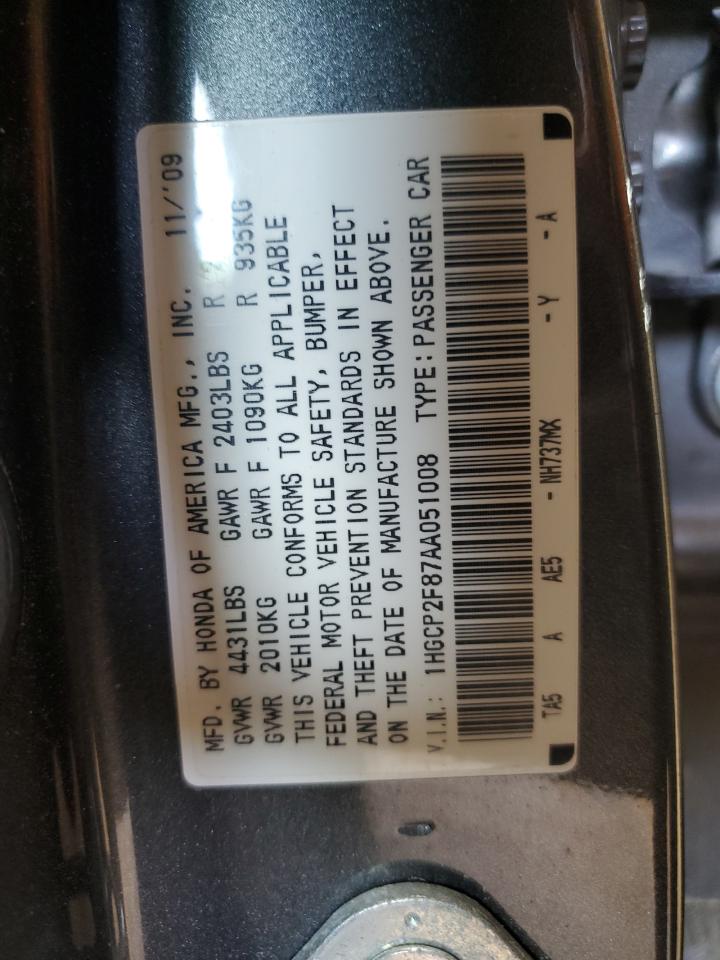 MFD. BY HONDA OF AMERICA MFG., INC. 11/'09
GVWR 4431LBS GAWR F 2403LBS R
GVWR 2010KG GAWR F 1090KG R 935KG
THIS VEHICLE CONFORMS TO ALL APPLICABLE
FEDERAL MOTOR VEHICLE SAFETY, BUMPER,
AND THEFT PREVENTION STANDARDS IN EFFECT
ON THE DATE OF MANUFACTURE SHOWN ABOVE.
V.I.N.: 1HGCP2F87AA051008 TYPE: PASSENGER CAR
TA5 A AE5 - NH737MX - Y - A